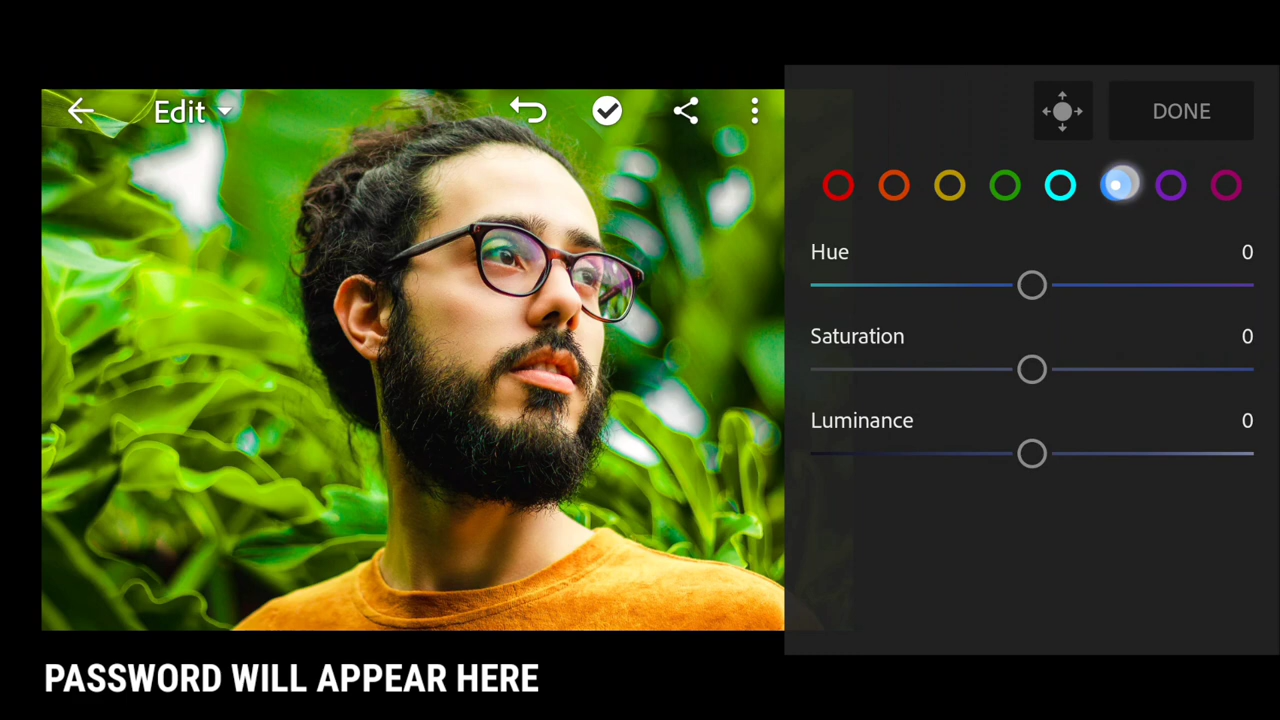 Edit
DONE
Hue 0
Saturation 0
Luminance 0
PASSWORD WILL APPEAR HERE